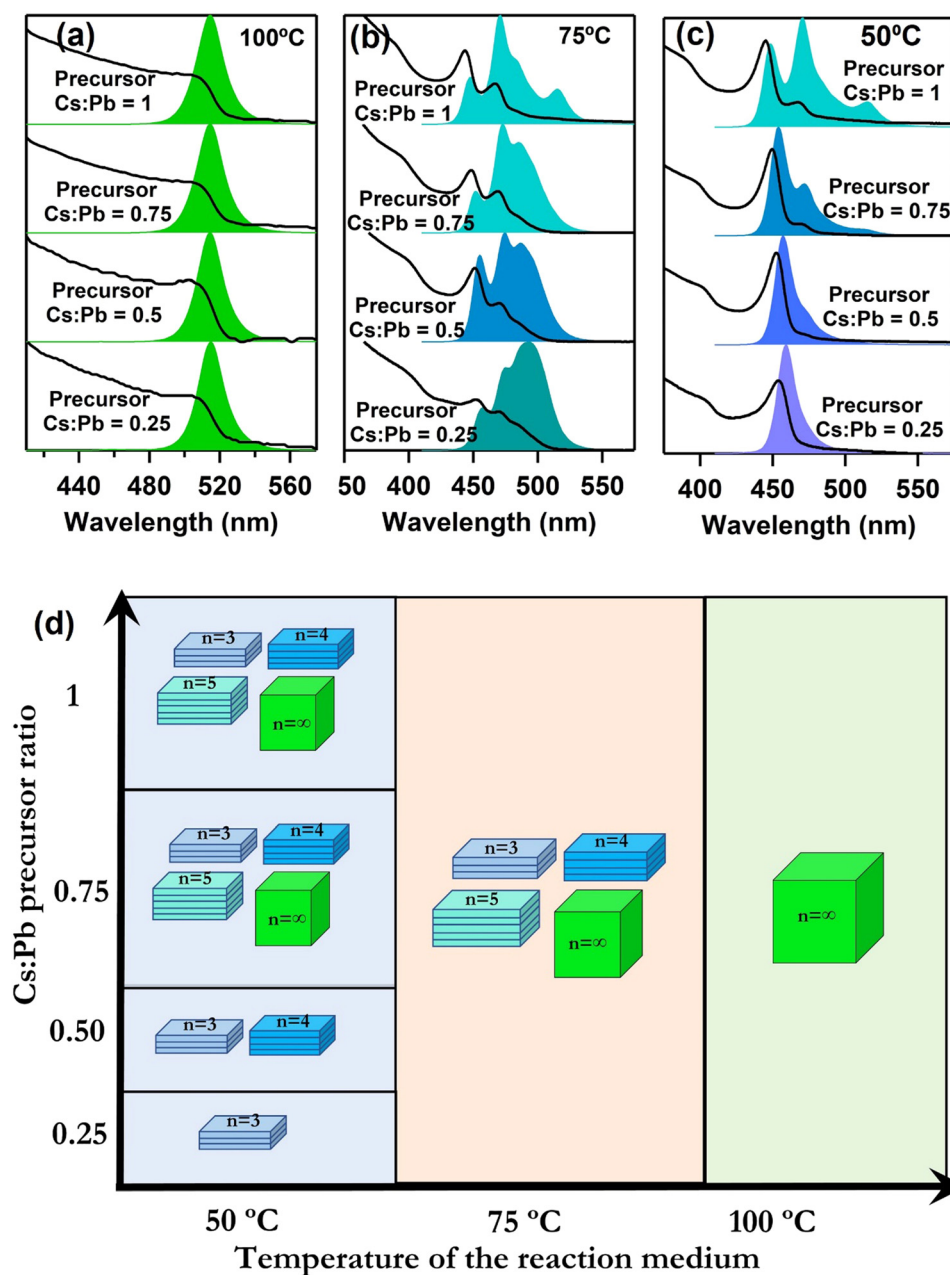 (a)
100ºC
Precursor
Cs:Pb = 1
Precursor
Cs:Pb = 0.75
Precursor
Cs:Pb = 0.5
Precursor
Cs:Pb = 0.25
440 480 520 560
Wavelength (nm)
(b)
75ºC
Precursor
Cs:Pb = 1
Precursor
Cs:Pb = 0.75
Precursor
Cs:Pb = 0.5
Precursor
Cs:Pb = 0.25
50 450 500 550
Wavelength (nm)
(c)
50ºC
Precursor
Cs:Pb = 1
Precursor
Cs:Pb = 0.75
Precursor
Cs:Pb = 0.5
Precursor
Cs:Pb = 0.25
400 450 500 550
Wavelength (nm)
(d)
Cs:Pb precursor ratio
1
n=3 n=4
n=5 n=∞
0.75
n=3 n=4
n=5 n=∞
0.50
n=3 n=4
0.25
n=3
n=3 n=4
n=5 n=∞
n=∞
50 ºC 75 ºC 100 ºC
Temperature of the reaction medium